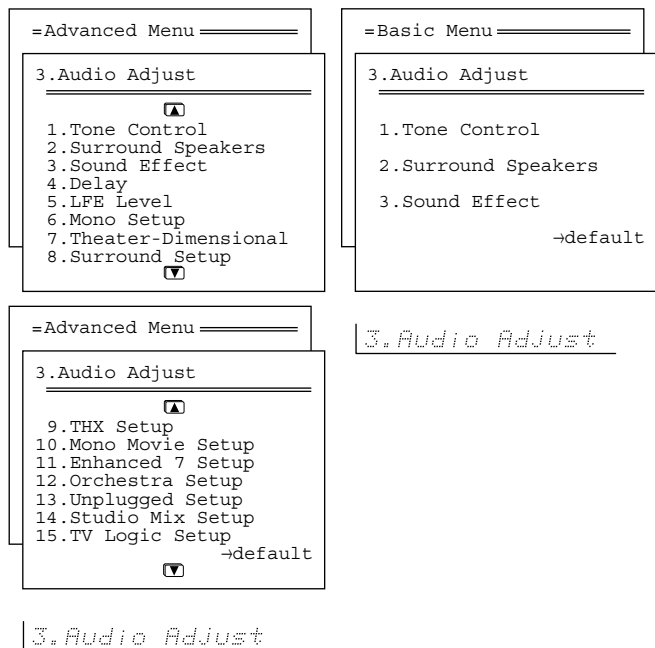 =Advanced Menu
3.Audio Adjust
1.Tone Control
2.Surround Speakers
3.Sound Effect
4.Delay
5.LFE Level
6.Mono Setup
7.Theater-Dimensional
8.Surround Setup
=Basic Menu
3.Audio Adjust
1.Tone Control
2.Surround Speakers
3.Sound Effect
→default
3.Audio Adjust
=Advanced Menu
3.Audio Adjust
9.THX Setup
10.Mono Movie Setup
11.Enhanced 7 Setup
12.Orchestra Setup
13.Unplugged Setup
14.Studio Mix Setup
15.TV Logic Setup
→default
3.Audio Adjust